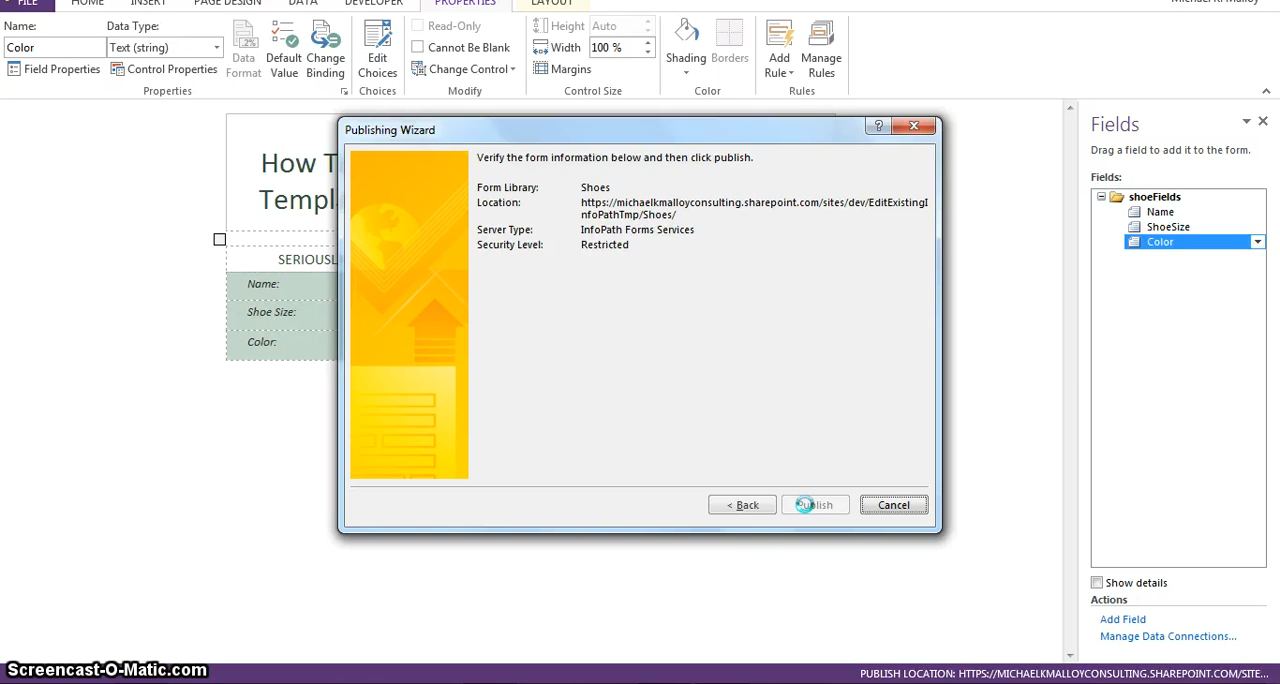 FILE HOME INSERT PAGE DESIGN DATA DEVELOPER PROPERTIES LAYOUT Michael K. Malloy
Name: Data Type:
Color Text (string)
Field Properties Control Properties
Data Format
Default Value
Change Binding
Properties
Edit Choices
Choices
Read-Only
Cannot Be Blank
Change Control
Modify
Height Auto
Width 100 %
Margins
Control Size
Shading Borders
Color
Add Rule
Manage Rules
Rules
How T
Templ
SERIOUSL
Name:
Shoe Size:
Color:
Publishing Wizard
?
Verify the form information below and then click publish.
Form Library: Shoes
Location: https://michaelkmalloyconsulting.sharepoint.com/sites/dev/EditExistingI
nfoPathTmp/Shoes/
Server Type: InfoPath Forms Services
Security Level: Restricted
< Back Publish Cancel
Fields
Drag a field to add it to the form.
Fields:
shoeFields
Name
ShoeSize
Color
Show details
Actions
Add Field
Manage Data Connections...
Screencast-O-Matic.com
PUBLISH LOCATION: HTTPS://MICHAELKMALLOYCONSULTING.SHAREPOINT.COM/SITE...